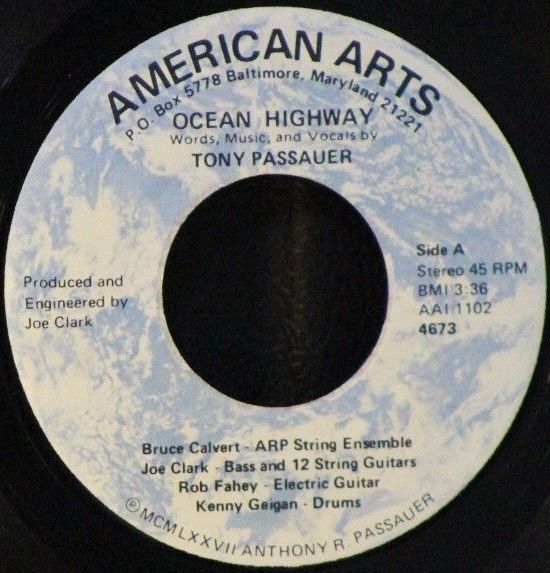 AMERICAN ARTS
P.O. Box 5778 Baltimore, Maryland 21221
OCEAN HIGHWAY
Words, Music, and Vocals by
TONY PASSAUER
Side A
Stereo 45 RPM
BMI 3:36
AAI 1102
4673
Produced and
Engineered by
Joe Clark
Bruce Calvert - ARP String Ensemble
Joe Clark - Bass and 12 String Guitars
Rob Fahey - Electric Guitar
Kenny Geigan - Drums
℗ MCMLXXVII ANTHONY R. PASSAUER